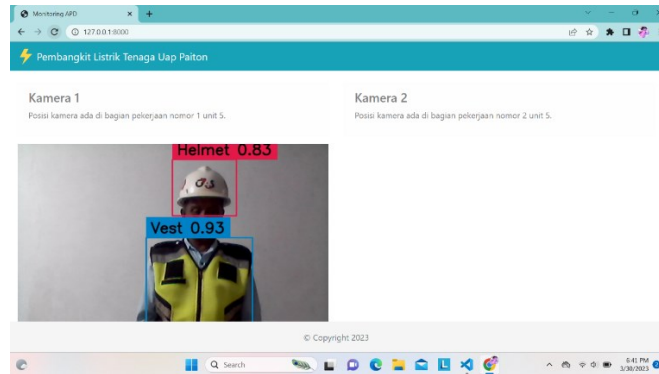 Monitoring APD
127.0.0.1:8000
Pembangkit Listrik Tenaga Uap Paiton
Kamera 1
Posisi kamera ada di bagian pekerjaan nomor 1 unit 5.
Kamera 2
Posisi kamera ada di bagian pekerjaan nomor 2 unit 5.
Helmet 0.83
Vest 0.93
© Copyright 2023
Search
6:41 PM
3/30/2023